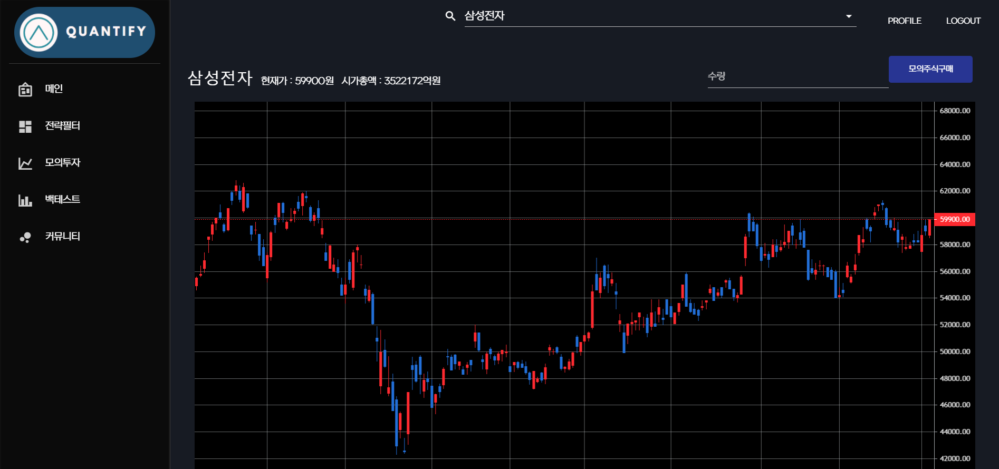 QUANTIFY
삼성전자
PROFILE
LOGOUT
메인
전략필터
모의투자
백테스트
커뮤니티
삼성전자 현재가 : 59900원 시가총액 : 3522172억원
수량
모의주식구매
68000.00
66000.00
64000.00
62000.00
59900.00
58000.00
56000.00
54000.00
52000.00
50000.00
48000.00
46000.00
44000.00
42000.00